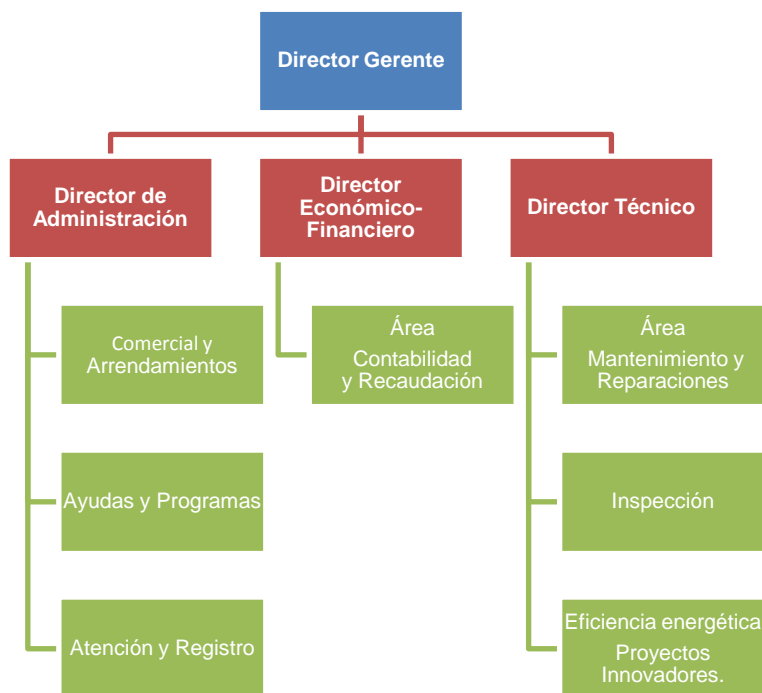 Director Gerente
Director de
Administración
Director
Económico-
Financiero
Director Técnico
Comercial y
Arrendamientos
Área
Contabilidad
y Recaudación
Área
Mantenimiento y
Reparaciones
Ayudas y Programas
Inspección
Atención y Registro
Eficiencia energética
Proyectos
Innovadores.